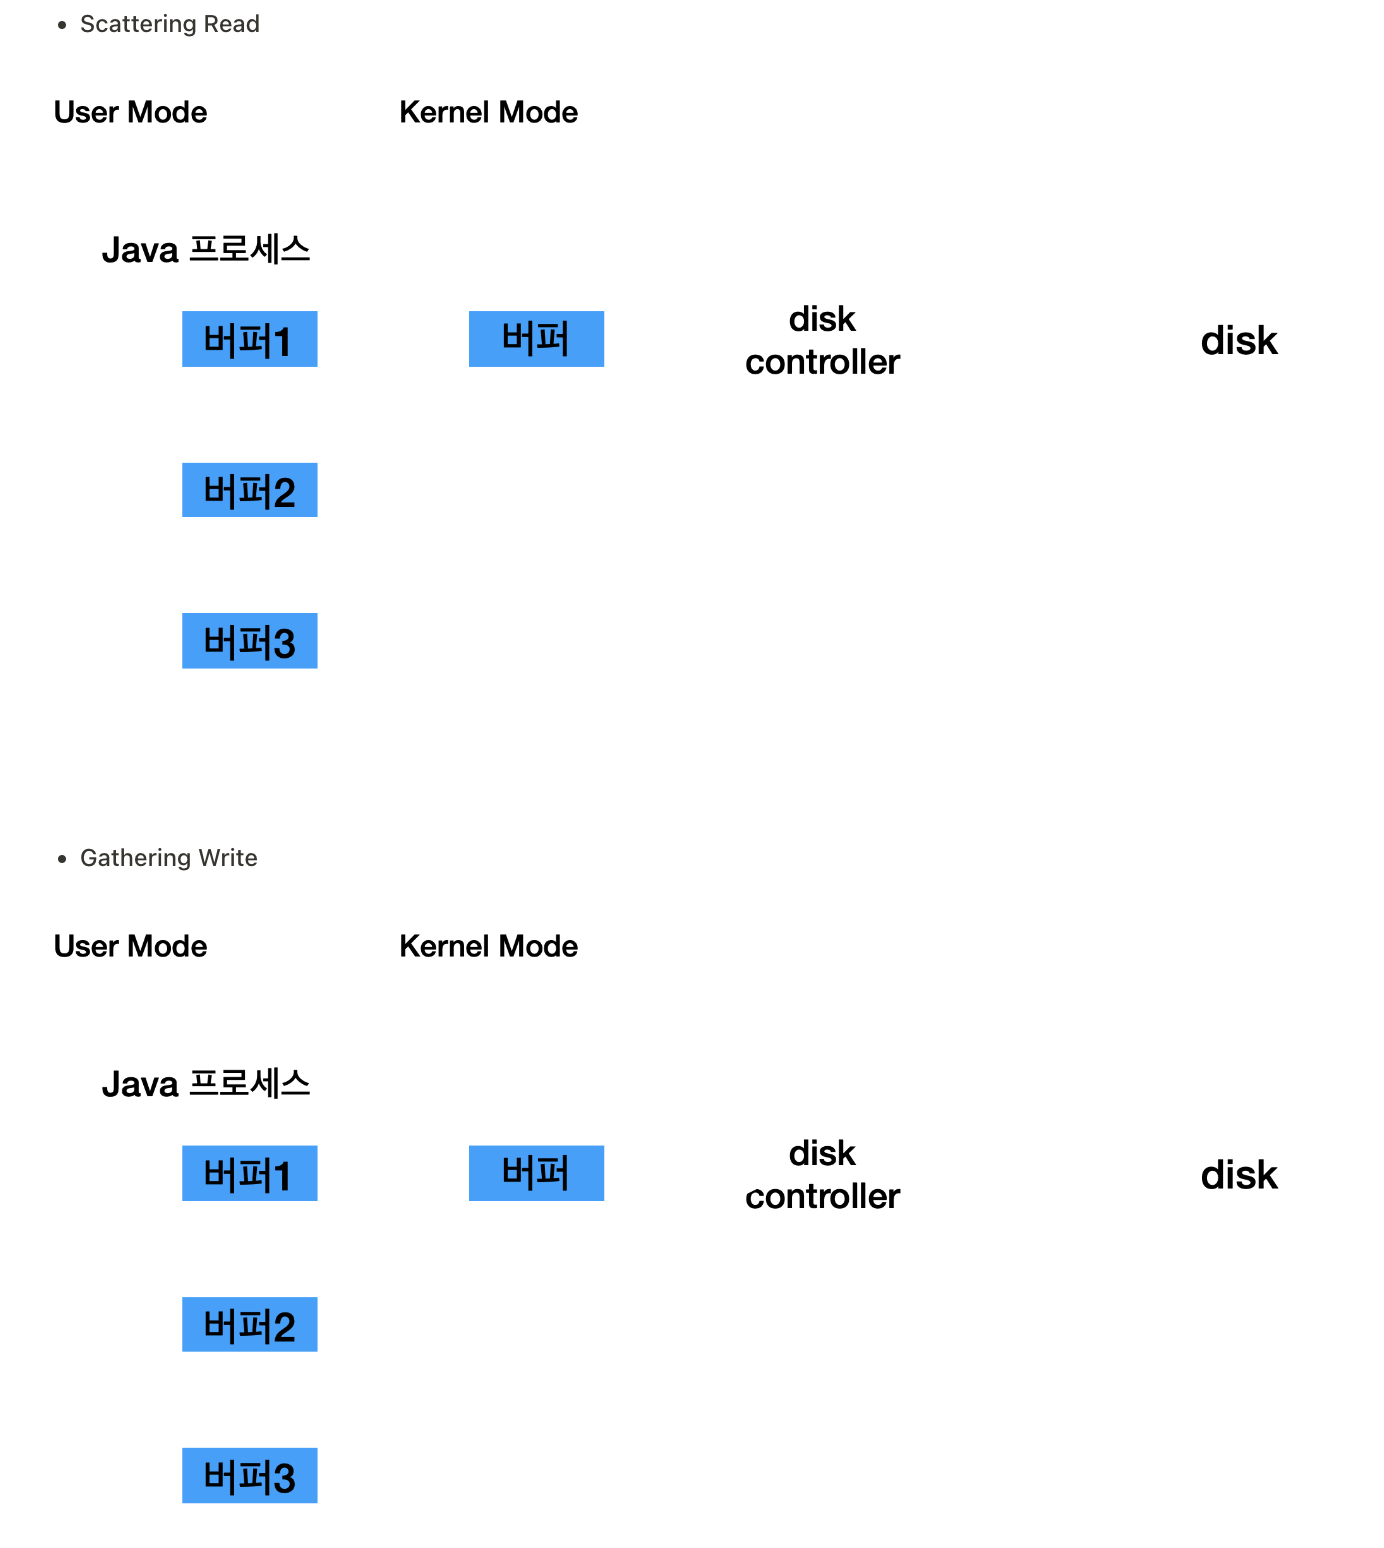 • Scattering Read
User Mode
Kernel Mode
Java 프로세스
버퍼1
버퍼
disk
controller
disk
버퍼2
버퍼3
• Gathering Write
User Mode
Kernel Mode
Java 프로세스
버퍼1
버퍼
disk
controller
disk
버퍼2
버퍼3